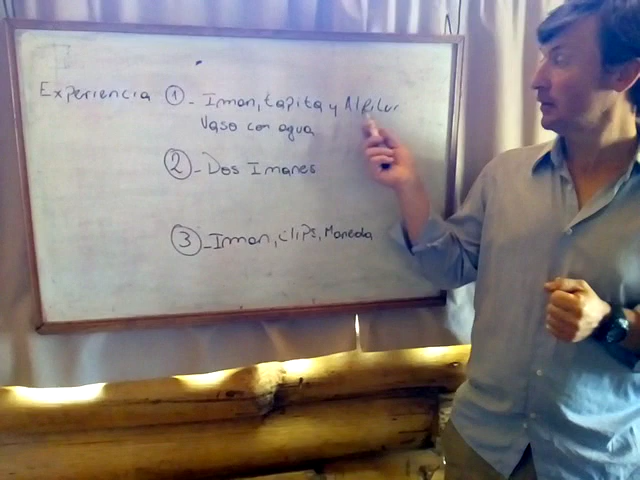 Experiencia ①- Iman, tapita y Alfiler
Vaso con agua
②- Dos Imanes
③-Iman, clips, Moneda